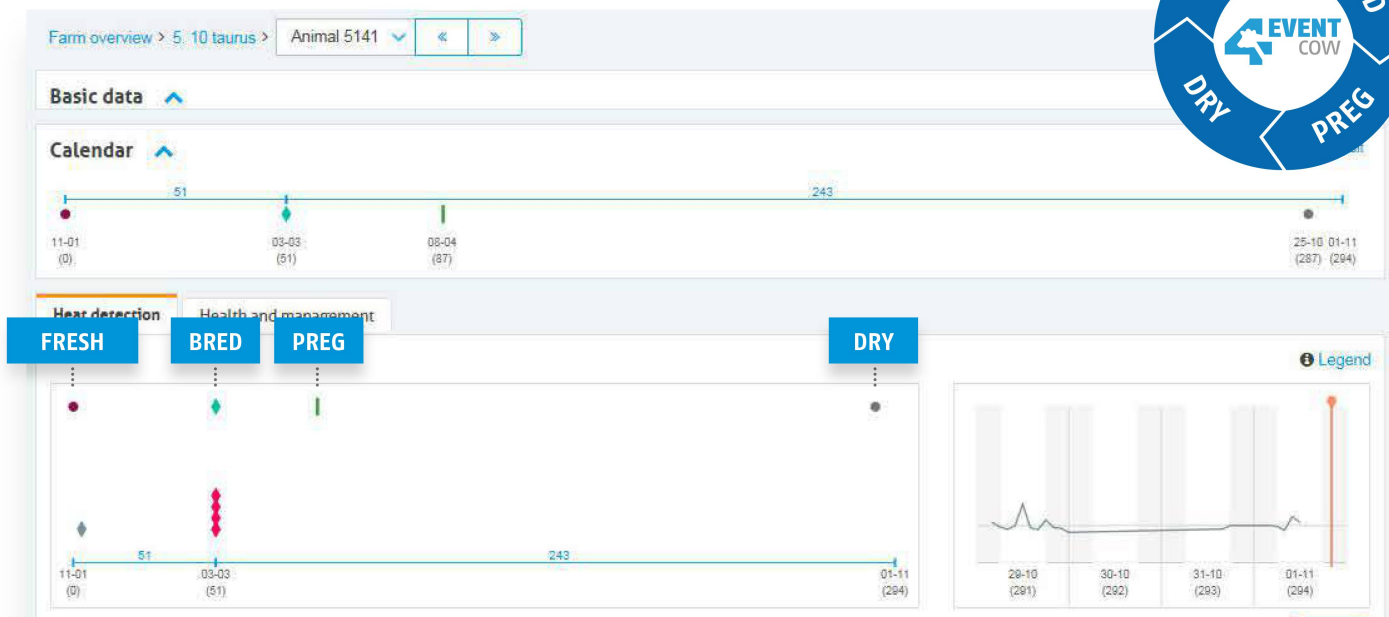 Farm overview > 5. 10 taurus > Animal 5141 « »
EVENT
COW
DRY
PREG
Basic data
Calendar
51 243
11-01 03-03 08-04 25-10 01-11
(0) (51) (87) (287) (294)
Heat detection Health and management
FRESH BRED PREG DRY
Legend
51 243
11-01 03-03 01-11
(0) (51) (294)
29-10 30-10 31-10 01-11
(291) (292) (293) (294)